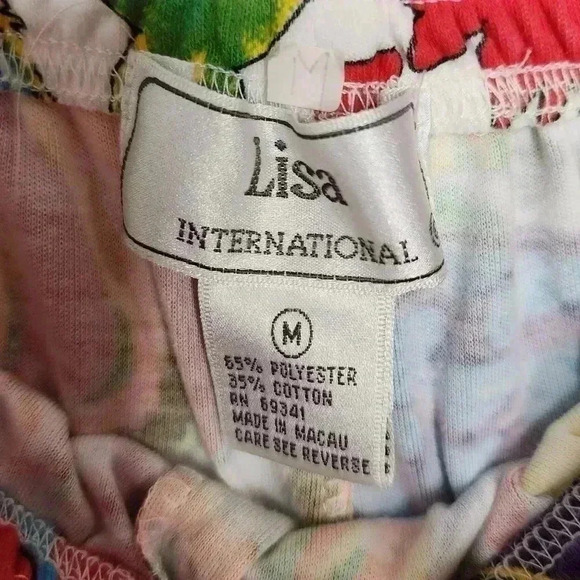 M
Lisa
INTERNATIONAL
M
65% POLYESTER
35% COTTON
RN 69341
MADE IN MACAU
CARE SEE REVERSE